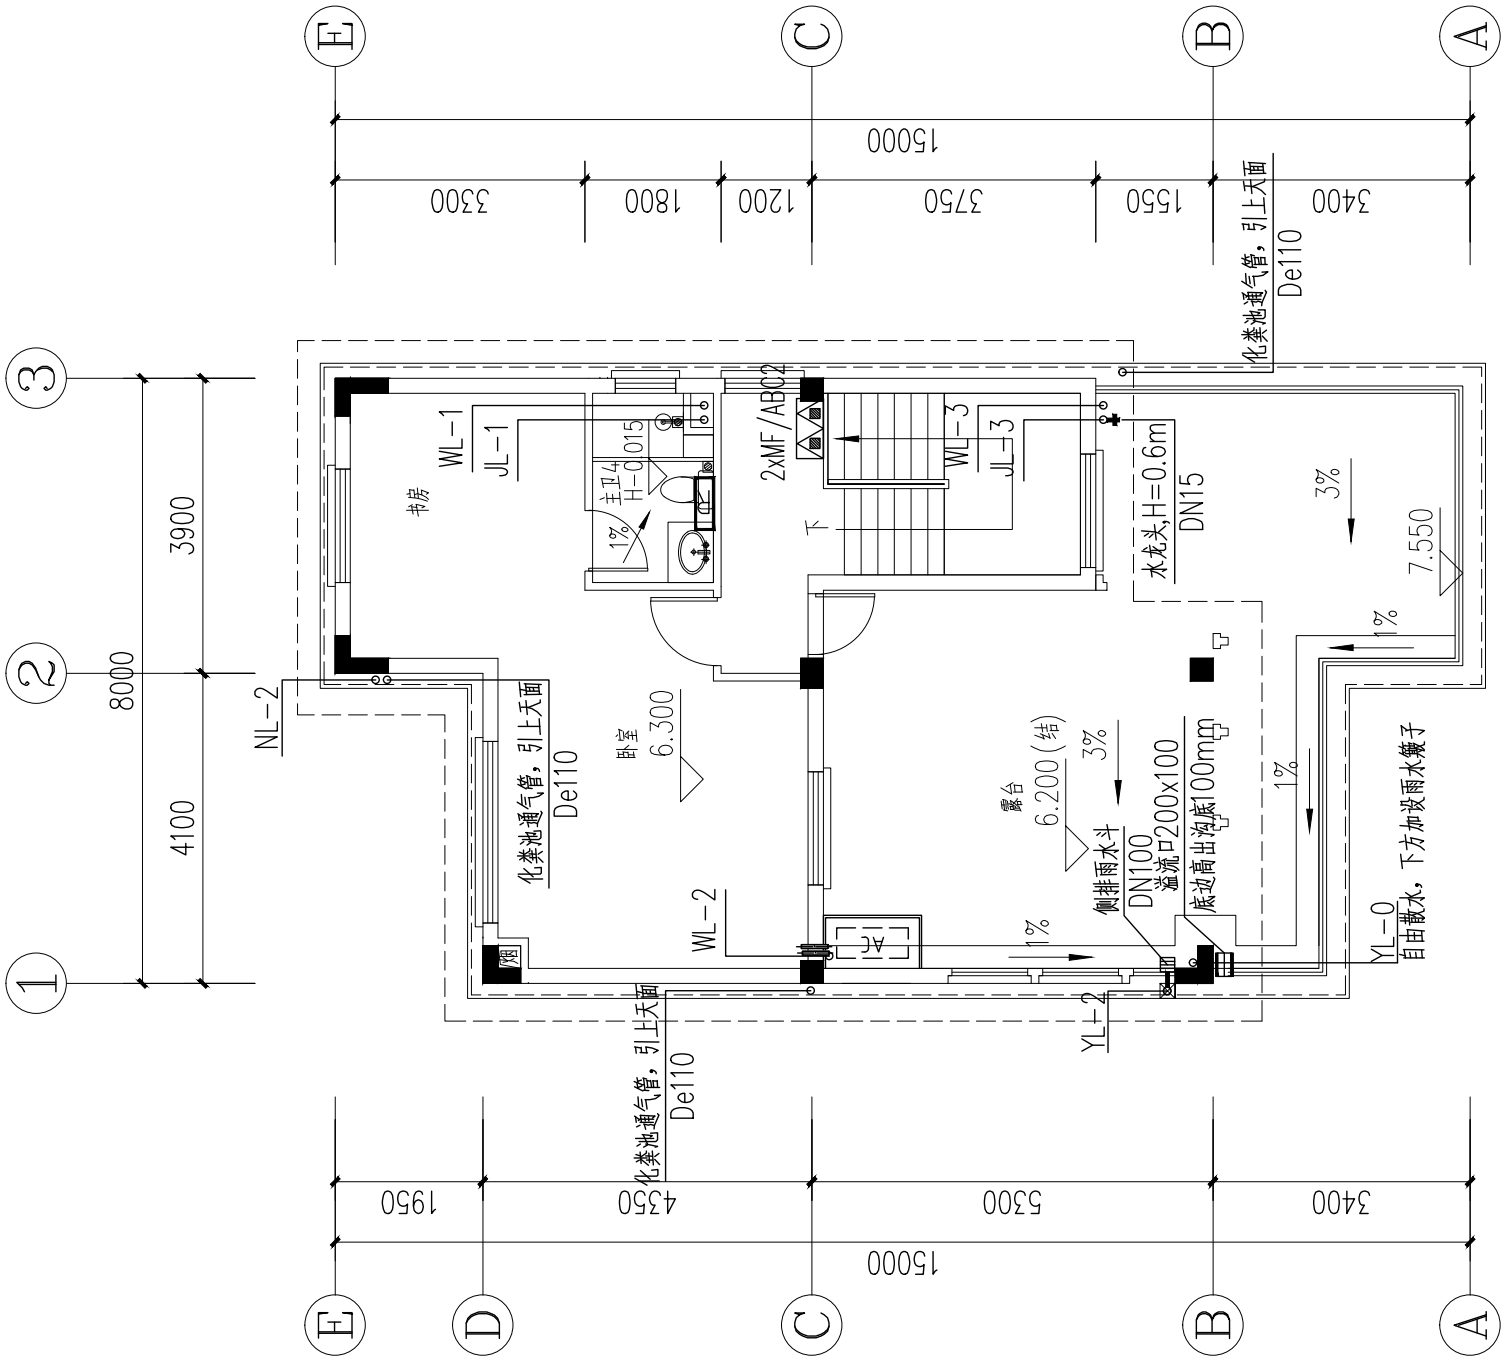 E
C
B
A
15000
3300
1800
1200
3750
1550
3400
化粪池通气管，引上天面
De110
3
2
1
8000
3900
4100
NL-2
化粪池通气管，引上天面
De110
书房
WL-1
JL-1
主卫4
H-0.015
1%
2xMF/ABC2
下
WL-3
JL-3
水龙头,H=0.6m
DN15
3%
7.550
1%
卧室
6.300
露台
6.200(结)
3%
侧排雨水斗
DN100
溢流口200x100
底边高出沟底100mm
1%
YL-0
自由散水，下方加设雨水簸子
烟
WL-2
AC
1%
YL-2
化粪池通气管，引上天面
De110
1950
4350
5300
3400
15000
E
D
C
B
A